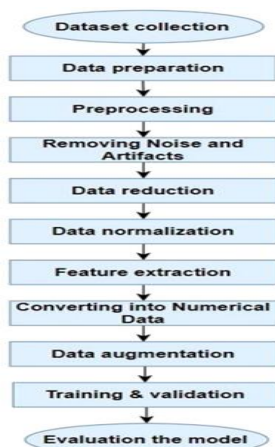 Dataset collection
Data preparation
Preprocessing
Removing Noise and
Artifacts
Data reduction
Data normalization
Feature extraction
Converting into Numerical
Data
Data augmentation
Training & validation
Evaluation the model